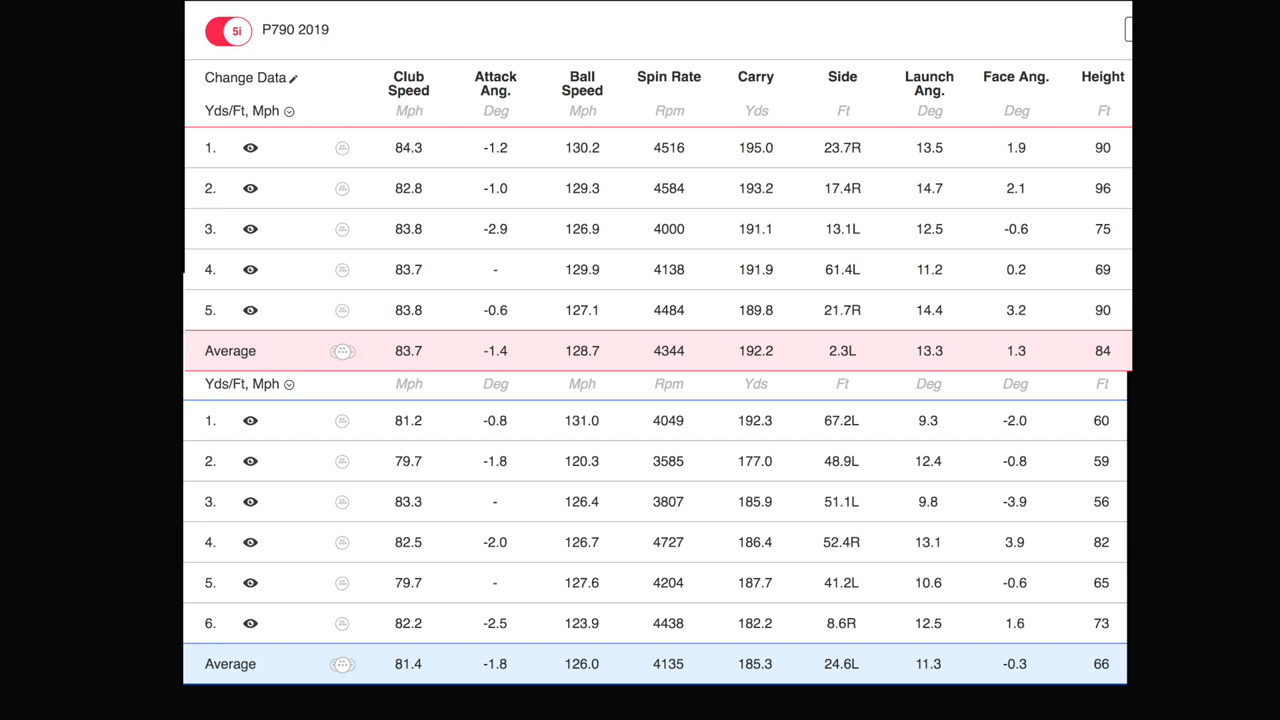 5i P790 2019
Change Data Club Speed Attack Ang. Ball Speed Spin Rate Carry Side Launch Ang. Face Ang. Height
Yds/Ft, Mph Mph Deg Mph Rpm Yds Ft Deg Deg Ft
1. 84.3 -1.2 130.2 4516 195.0 23.7R 13.5 1.9 90
2. 82.8 -1.0 129.3 4584 193.2 17.4R 14.7 2.1 96
3. 83.8 -2.9 126.9 4000 191.1 13.1L 12.5 -0.6 75
4. 83.7 - 129.9 4138 191.9 61.4L 11.2 0.2 69
5. 83.8 -0.6 127.1 4484 189.8 21.7R 14.4 3.2 90
Average 83.7 -1.4 128.7 4344 192.2 2.3L 13.3 1.3 84
Yds/Ft, Mph Mph Deg Mph Rpm Yds Ft Deg Deg Ft
1. 81.2 -0.8 131.0 4049 192.3 67.2L 9.3 -2.0 60
2. 79.7 -1.8 120.3 3585 177.0 48.9L 12.4 -0.8 59
3. 83.3 - 126.4 3807 185.9 51.1L 9.8 -3.9 56
4. 82.5 -2.0 126.7 4727 186.4 52.4R 13.1 3.9 82
5. 79.7 - 127.6 4204 187.7 41.2L 10.6 -0.6 65
6. 82.2 -2.5 123.9 4438 182.2 8.6R 12.5 1.6 73
Average 81.4 -1.8 126.0 4135 185.3 24.6L 11.3 -0.3 66